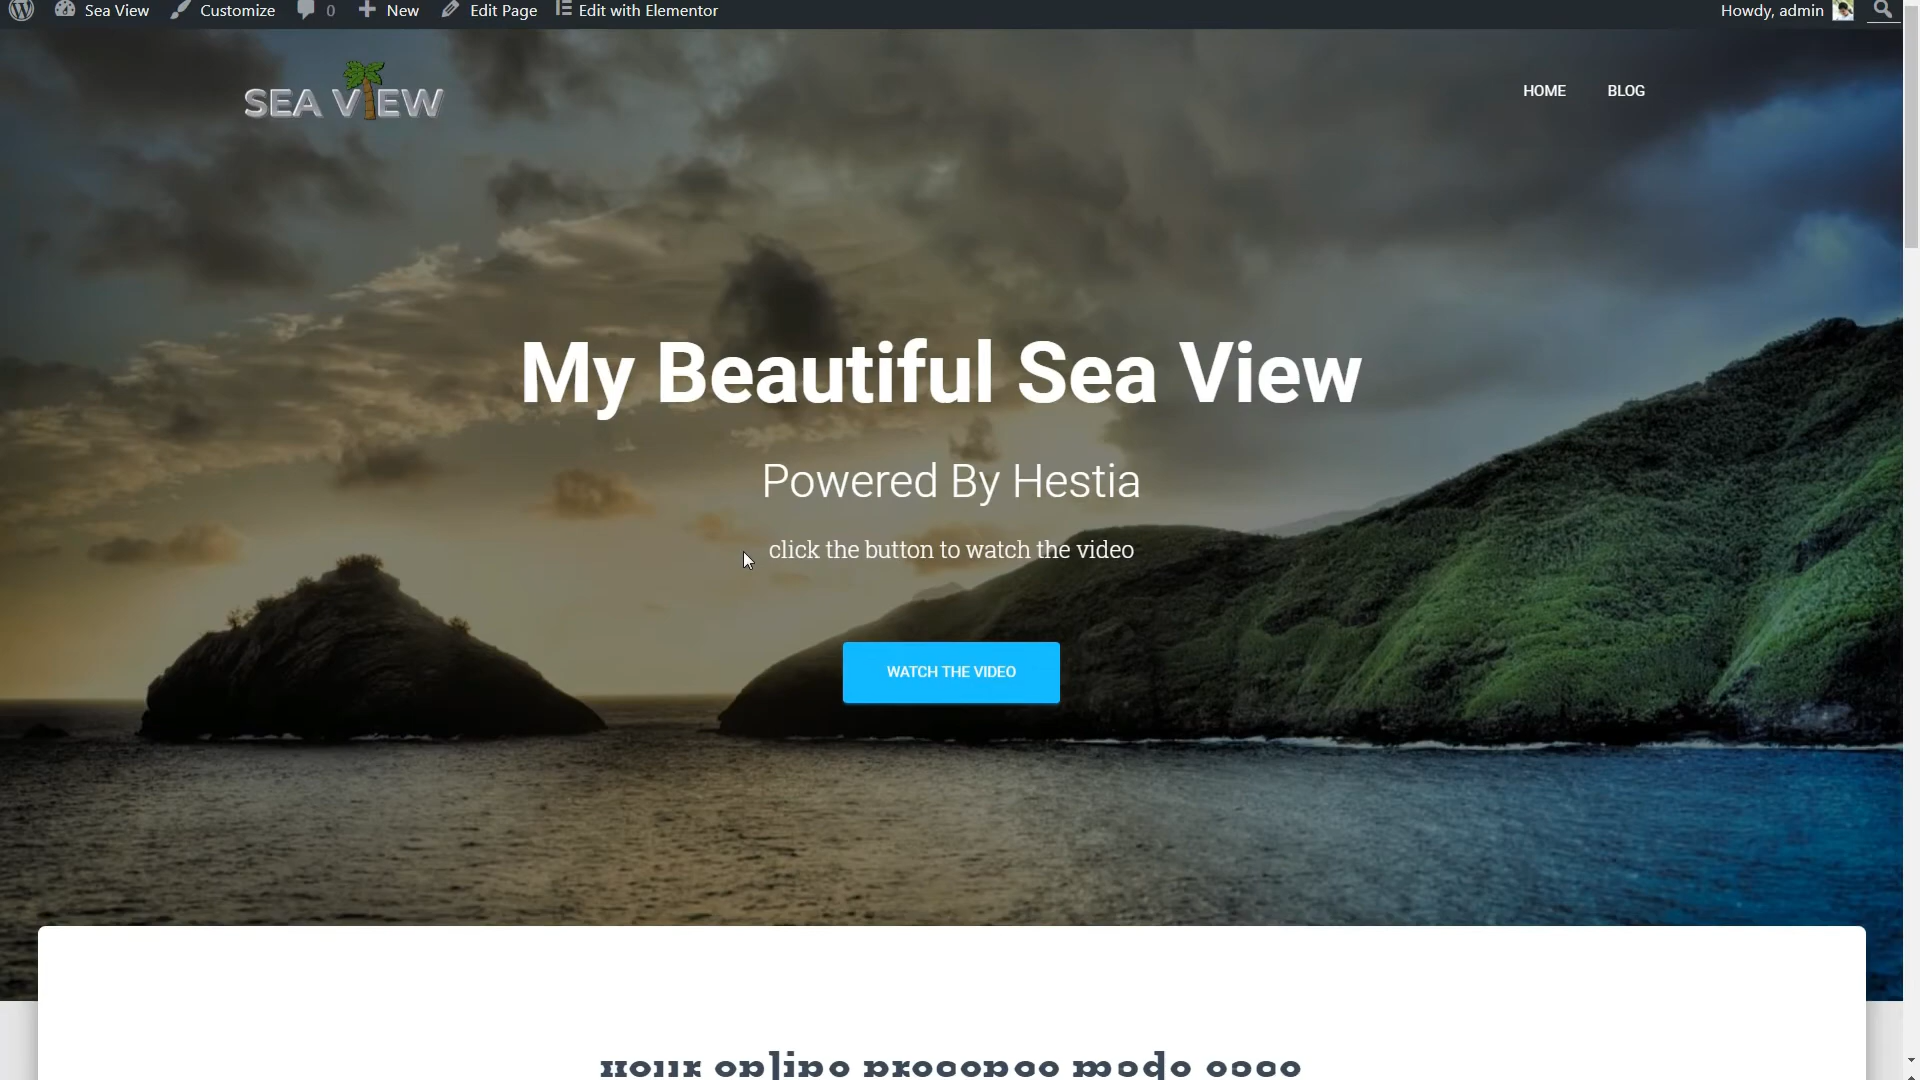 Sea View Customize 0 New Edit Page Edit with Elementor Howdy, admin
SEA VIEW
HOME BLOG
My Beautiful Sea View
Powered By Hestia
click the button to watch the video
WATCH THE VIDEO